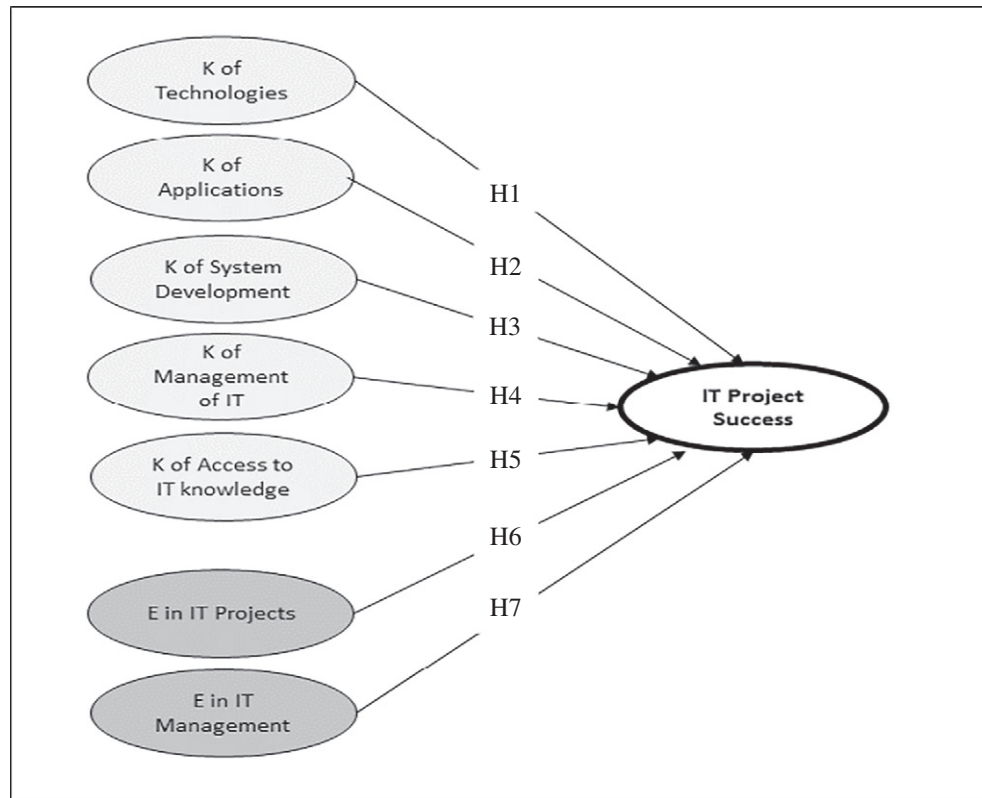 K of
Technologies
K of
Applications
K of System
Development
K of
Management
of IT
K of Access to
IT knowledge
E in IT Projects
E in IT
Management
H1
H2
H3
H4
H5
H6
H7
IT Project
Success